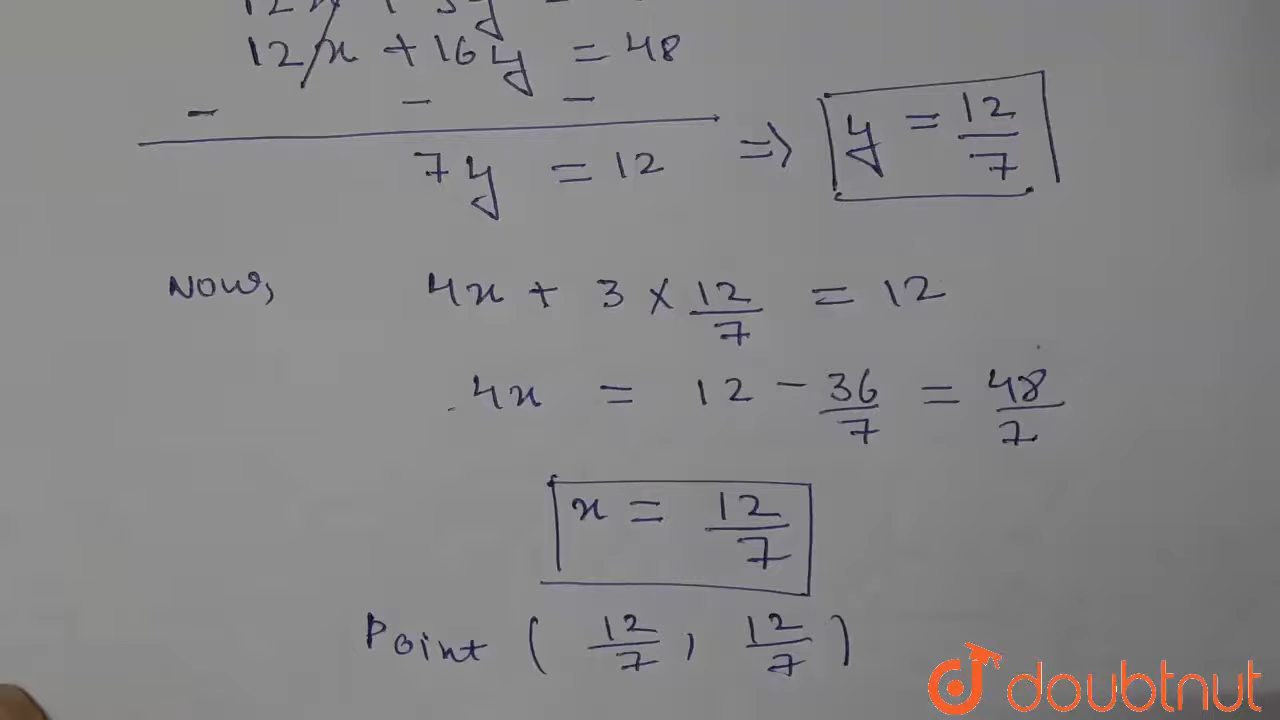 12x + 16y = 48
- - -
7y = 12 => y = 12/7
Now, 4x + 3 × 12/7 = 12
4x = 12 - 36/7 = 48/7
x = 12/7
Point ( 12/7 , 12/7 )
doubtnut